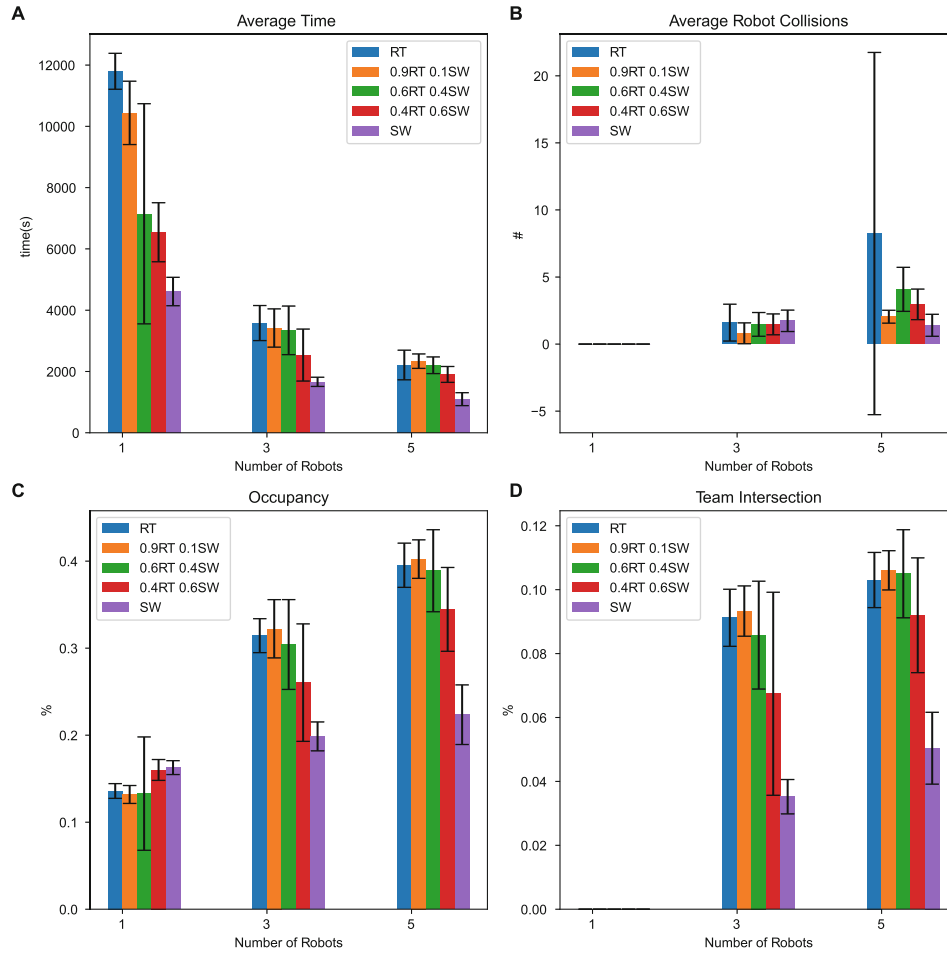 A
Average Time
RT
0.9RT 0.1SW
0.6RT 0.4SW
0.4RT 0.6SW
SW
12000
10000
8000
6000
4000
2000
0
time(s)
1
3
5
Number of Robots
B
Average Robot Collisions
RT
0.9RT 0.1SW
0.6RT 0.4SW
0.4RT 0.6SW
SW
20
15
10
5
0
−5
#
1
3
5
Number of Robots
C
Occupancy
RT
0.9RT 0.1SW
0.6RT 0.4SW
0.4RT 0.6SW
SW
0.4
0.3
0.2
0.1
0.0
%
1
3
5
Number of Robots
D
Team Intersection
RT
0.9RT 0.1SW
0.6RT 0.4SW
0.4RT 0.6SW
SW
0.12
0.10
0.08
0.06
0.04
0.02
0.00
%
1
3
5
Number of Robots